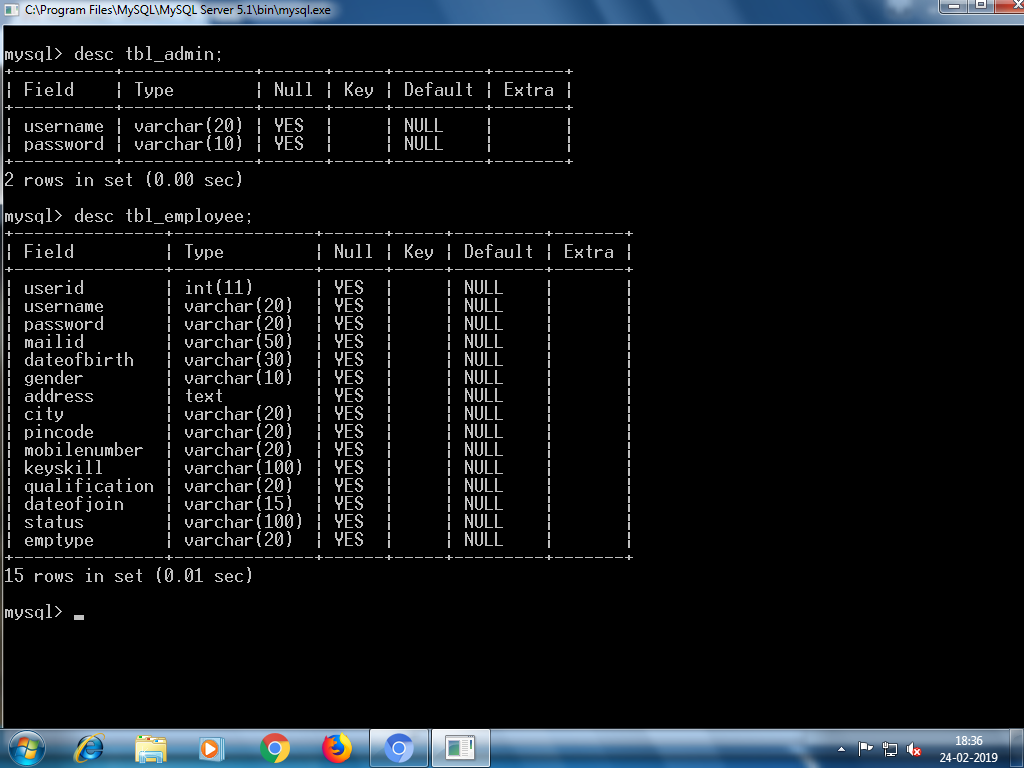 C:\Program Files\MySQL\MySQL Server 5.1\bin\mysql.exe
mysql> desc tbl_admin;
+----------+-------------+------+-----+---------+-------+
| Field    | Type        | Null | Key | Default | Extra |
+----------+-------------+------+-----+---------+-------+
| username | varchar(20) | YES  |     | NULL    |       |
| password | varchar(10) | YES  |     | NULL    |       |
+----------+-------------+------+-----+---------+-------+
2 rows in set (0.00 sec)
mysql> desc tbl_employee;
+---------------+--------------+------+-----+---------+-------+
| Field         | Type         | Null | Key | Default | Extra |
+---------------+--------------+------+-----+---------+-------+
| userid        | int(11)      | YES  |     | NULL    |       |
| username      | varchar(20)  | YES  |     | NULL    |       |
| password      | varchar(20)  | YES  |     | NULL    |       |
| mailid        | varchar(50)  | YES  |     | NULL    |       |
| dateofbirth   | varchar(30)  | YES  |     | NULL    |       |
| gender        | varchar(10)  | YES  |     | NULL    |       |
| address       | text         | YES  |     | NULL    |       |
| city          | varchar(20)  | YES  |     | NULL    |       |
| pincode       | varchar(20)  | YES  |     | NULL    |       |
| mobilenumber  | varchar(20)  | YES  |     | NULL    |       |
| keyskill      | varchar(100) | YES  |     | NULL    |       |
| qualification | varchar(20)  | YES  |     | NULL    |       |
| dateofjoin    | varchar(15)  | YES  |     | NULL    |       |
| status        | varchar(100) | YES  |     | NULL    |       |
| emptype       | varchar(20)  | YES  |     | NULL    |       |
+---------------+--------------+------+-----+---------+-------+
15 rows in set (0.01 sec)
mysql> _
18:36
24-02-2019